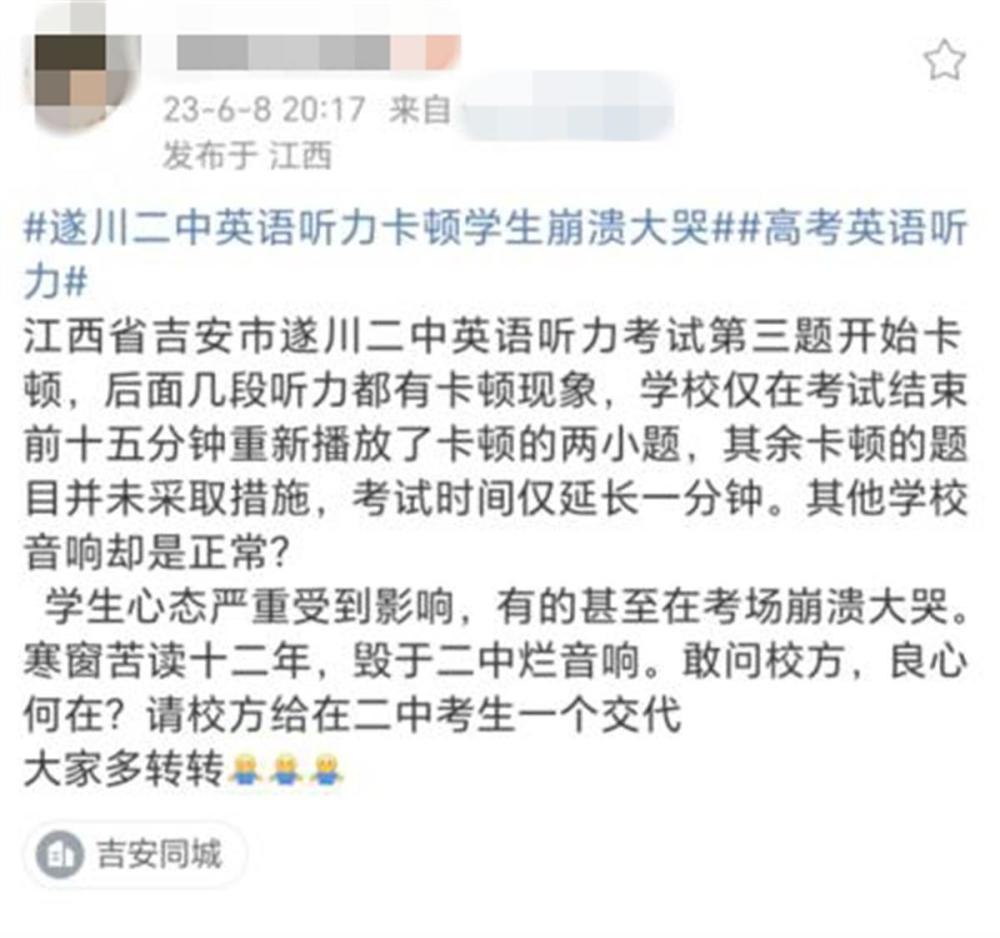 23-6-8 20:17 来自
发布于 江西
#遂川二中英语听力卡顿学生崩溃大哭##高考英语听
力#
江西省吉安市遂川二中英语听力考试第三题开始卡
顿，后面几段听力都有卡顿现象，学校仅在考试结束
前十五分钟重新播放了卡顿的两小题，其余卡顿的题
目并未采取措施，考试时间仅延长一分钟。其他学校
音响却是正常？
学生心态严重受到影响，有的甚至在考场崩溃大哭。
寒窗苦读十二年，毁于二中烂音响。敢问校方，良心
何在？请校方给在二中考生一个交代
大家多转转
吉安同城